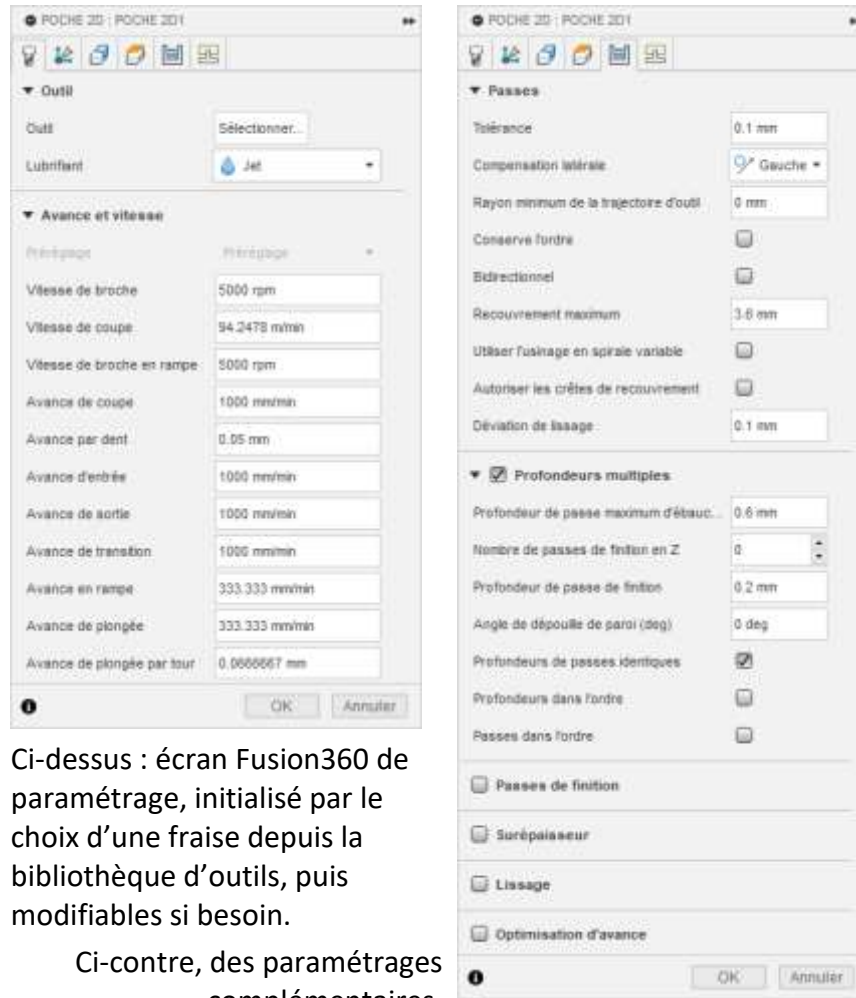 POCHE 2D : POCHE 2D1
Outil
Outil Sélectionner...
Lubrifiant Jet
Avance et vitesse
Préréglage Préréglage
Vitesse de broche 5000 rpm
Vitesse de coupe 94.2478 m/min
Vitesse de broche en rampe 5000 rpm
Avance de coupe 1000 mm/min
Avance par dent 0.05 mm
Avance d'entrée 1000 mm/min
Avance de sortie 1000 mm/min
Avance de transition 1000 mm/min
Avance en rampe 333.333 mm/min
Avance de plongée 333.333 mm/min
Avance de plongée par tour 0.0666667 mm
OK Annuler
Ci-dessus : écran Fusion360 de
paramétrage, initialisé par le
choix d’une fraise depuis la
bibliothèque d’outils, puis
modifiables si besoin.
Ci-contre, des paramétrages
complémentaires.
POCHE 2D : POCHE 2D1
Passes
Tolérance 0.1 mm
Compensation latérale Gauche
Rayon minimum de la trajectoire d'outil 0 mm
Conserve l'ordre
Bidirectionnel
Recouvrement maximum 3.6 mm
Utiliser l'usinage en spirale variable
Autoriser les crêtes de recouvrement
Déviation de lissage 0.1 mm
Profondeurs multiples
Profondeur de passe maximum d'ébauc... 0.6 mm
Nombre de passes de finition en Z 0
Profondeur de passe de finition 0.2 mm
Angle de dépouille de paroi (deg) 0 deg
Profondeurs de passes identiques
Profondeurs dans l'ordre
Passes dans l'ordre
Passes de finition
Surépaisseur
Lissage
Optimisation d'avance
OK Annuler